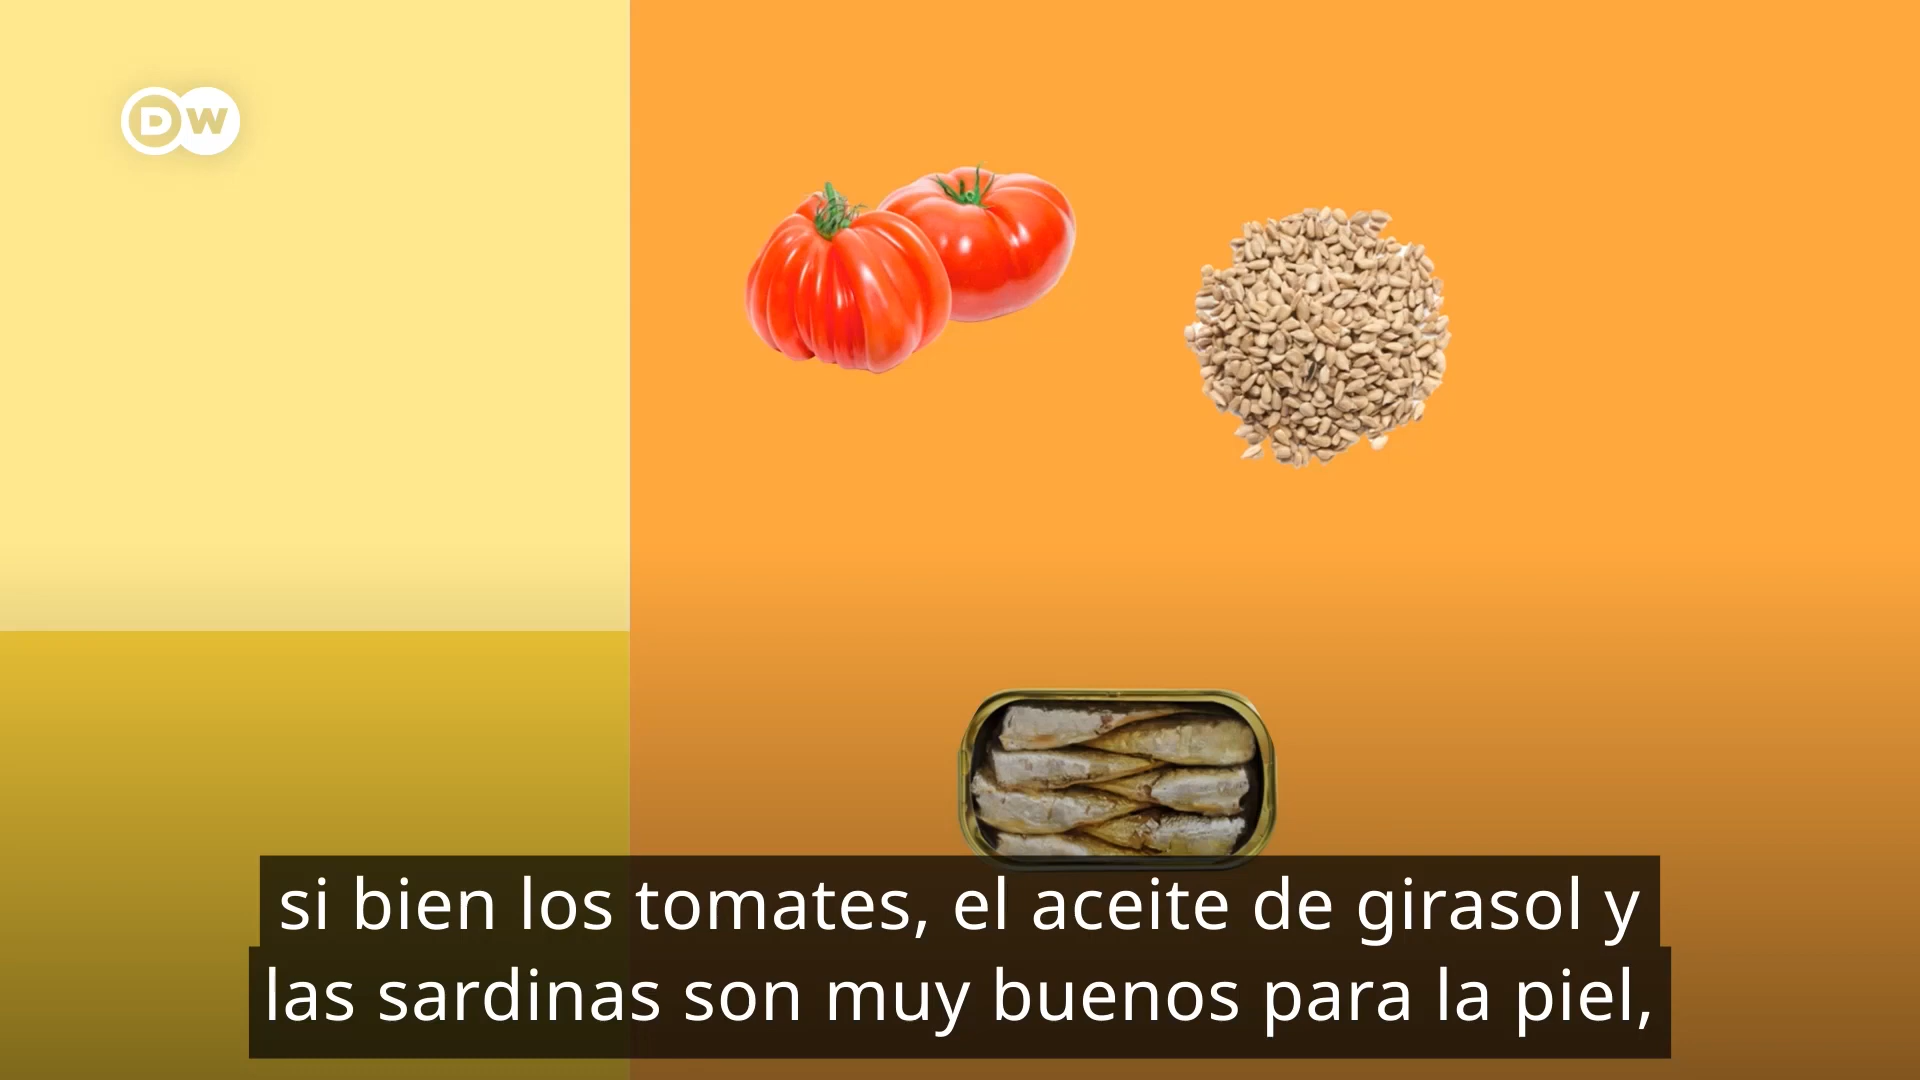 DW
si bien los tomates, el aceite de girasol y
las sardinas son muy buenos para la piel,